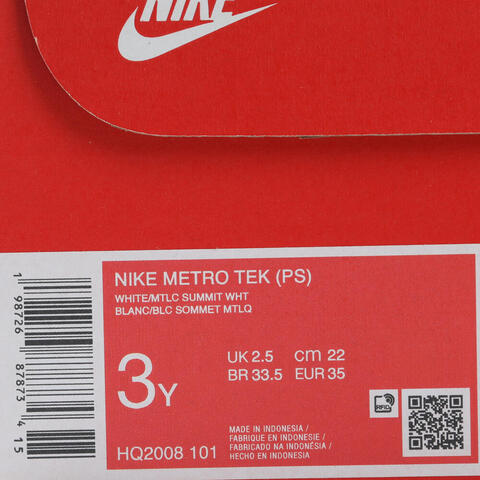 NIKE
NIKE METRO TEK (PS)
WHITE/MTLC SUMMIT WHT
BLANC/BLC SOMMET MTLQ
3Y
UK 2.5 cm 22
BR 33.5 EUR 35
RFID
HQ2008 101
MADE IN INDONESIA /
FABRIQUE EN INDONESIE /
FABRICADO NA INDONÉSIA /
HECHO EN INDONESIA
1 98726 87873 4 15